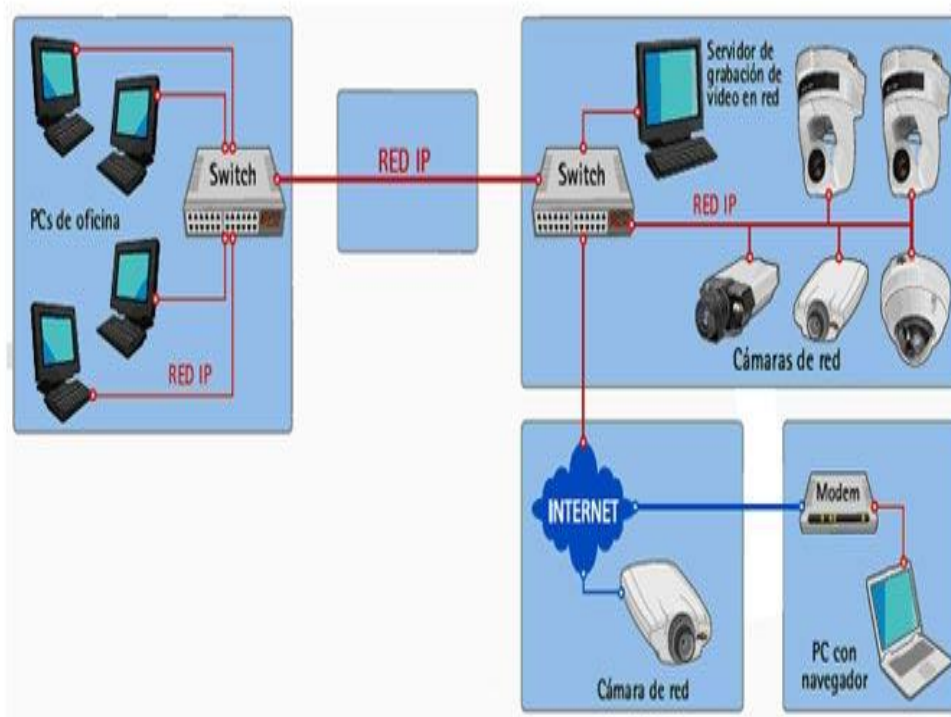 PCs de oficina
Switch
RED IP
RED IP
Switch
Servidor de
grabación de
vídeo en red
RED IP
Cámaras de red
INTERNET
Cámara de red
Modem
PC con
navegador